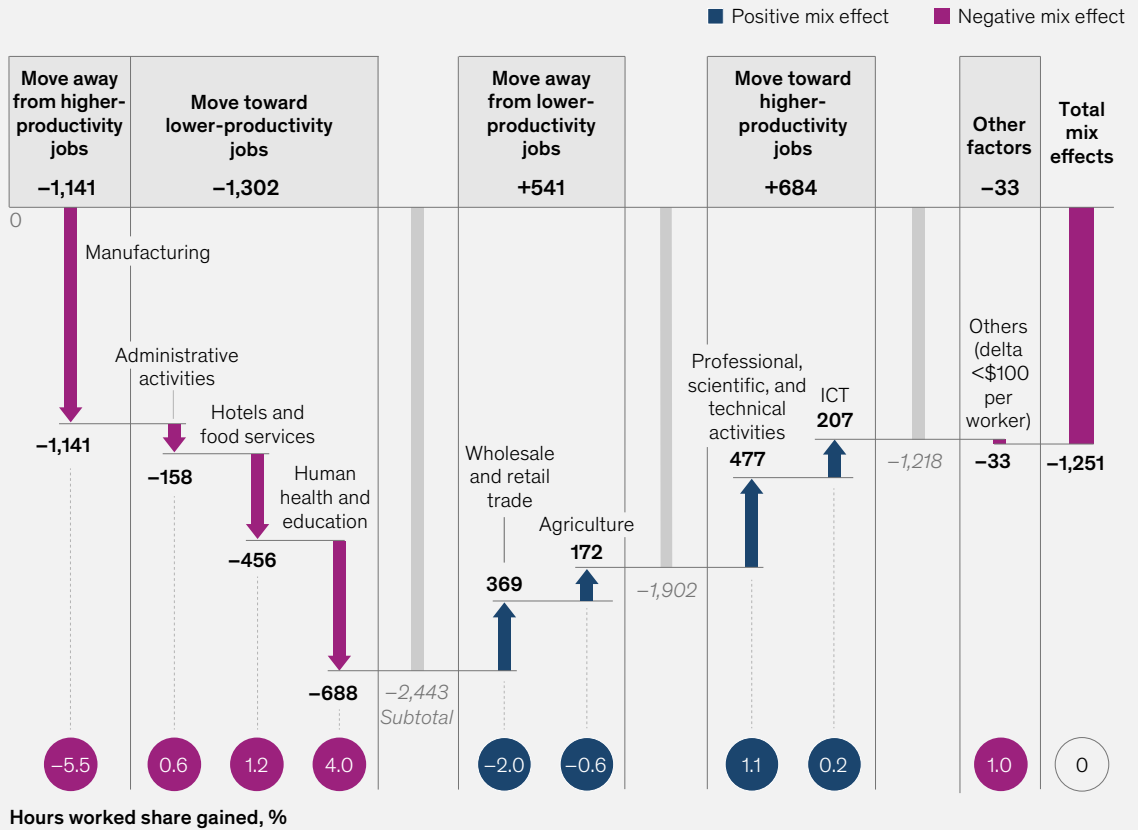 Positive mix effect
Negative mix effect
Move away
from higher-
productivity
jobs
–1,141
Move toward
lower-productivity
jobs
–1,302
Move away
from lower-
productivity
jobs
+541
Move toward
higher-
productivity
jobs
+684
Other
factors
–33
Total
mix
effects
0
Manufacturing
–1,141
Administrative
activities
–158
Hotels and
food services
–456
Human
health and
education
–688
–2,443
Subtotal
Wholesale
and retail
trade
369
Agriculture
172
–1,902
Professional,
scientific, and
technical
activities
477
ICT
207
–1,218
Others
(delta
<$100
per
worker)
–33
–1,251
–5.5
0.6
1.2
4.0
–2.0
–0.6
1.1
0.2
1.0
0
Hours worked share gained, %